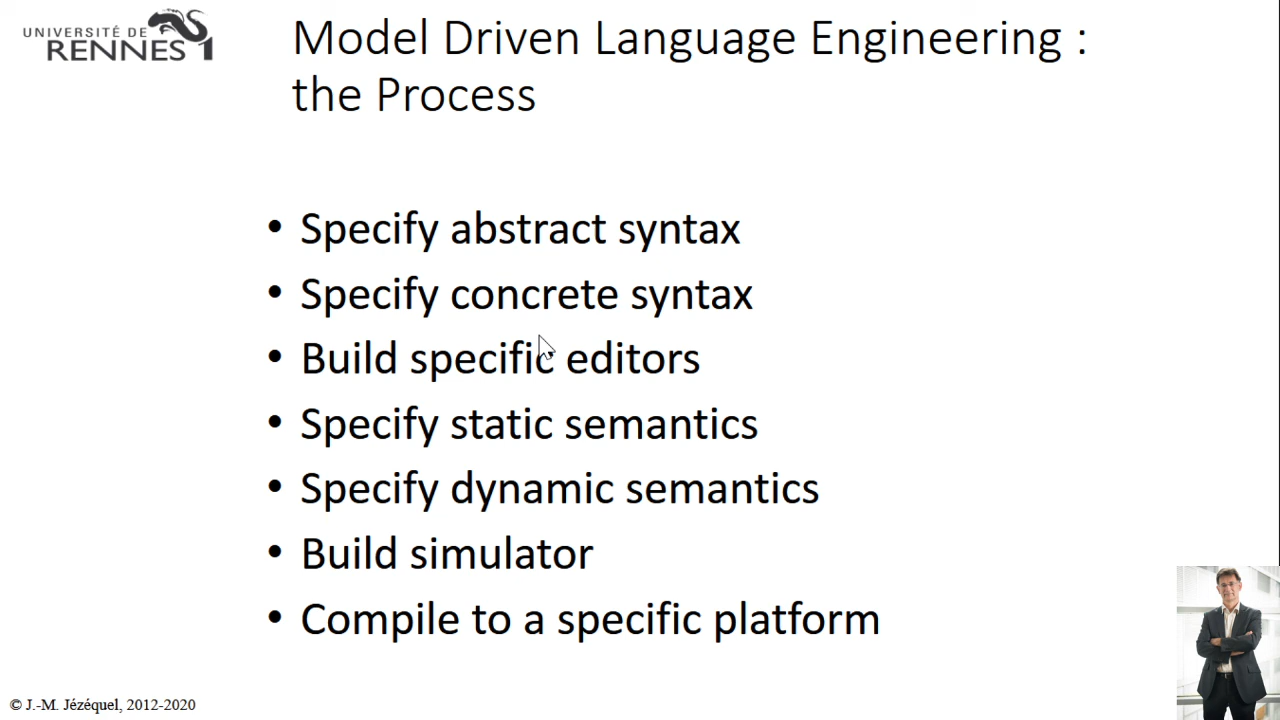 UNIVERSITÉ DE
RENNES 1
Model Driven Language Engineering :
the Process
• Specify abstract syntax
• Specify concrete syntax
• Build specific editors
• Specify static semantics
• Specify dynamic semantics
• Build simulator
• Compile to a specific platform
© J.-M. Jézéquel, 2012-2020